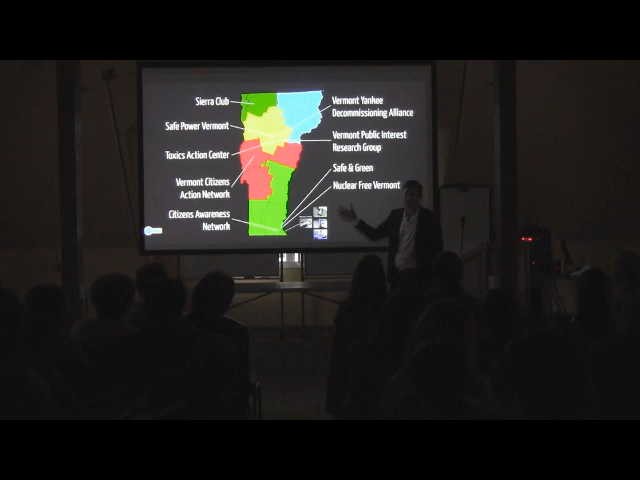 Sierra Club
Safe Power Vermont
Toxics Action Center
Vermont Citizens
Action Network
Citizens Awareness
Network
Vermont Yankee
Decommissioning Alliance
Vermont Public Interest
Research Group
Safe & Green
Nuclear Free Vermont